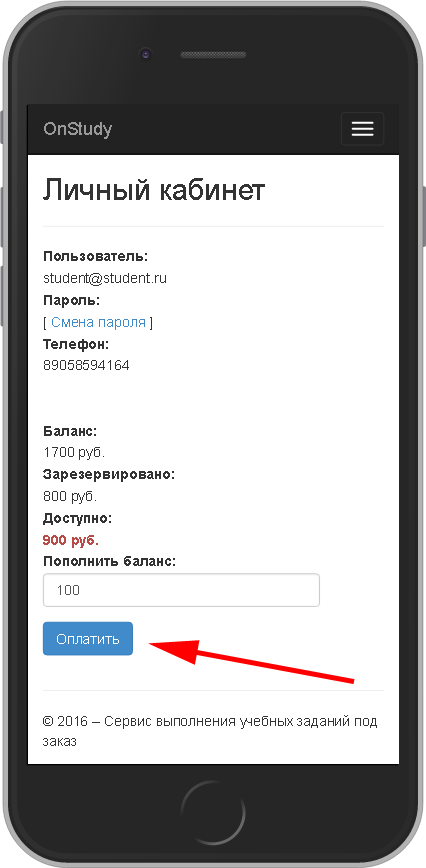 OnStudy
Личный кабинет
Пользователь:
student@student.ru
Пароль:
[ Смена пароля ]
Телефон:
89058594164
Баланс:
1700 руб.
Зарезервировано:
800 руб.
Доступно:
900 руб.
Пополнить баланс:
100
Оплатить
© 2016 – Сервис выполнения учебных заданий под
заказ